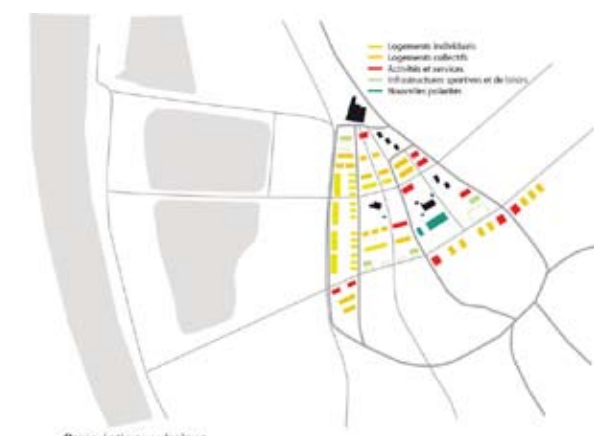 Logements individuels
Logements collectifs
Activités et services
Infrastructures sportives et de loisirs
Nouvelles polarités